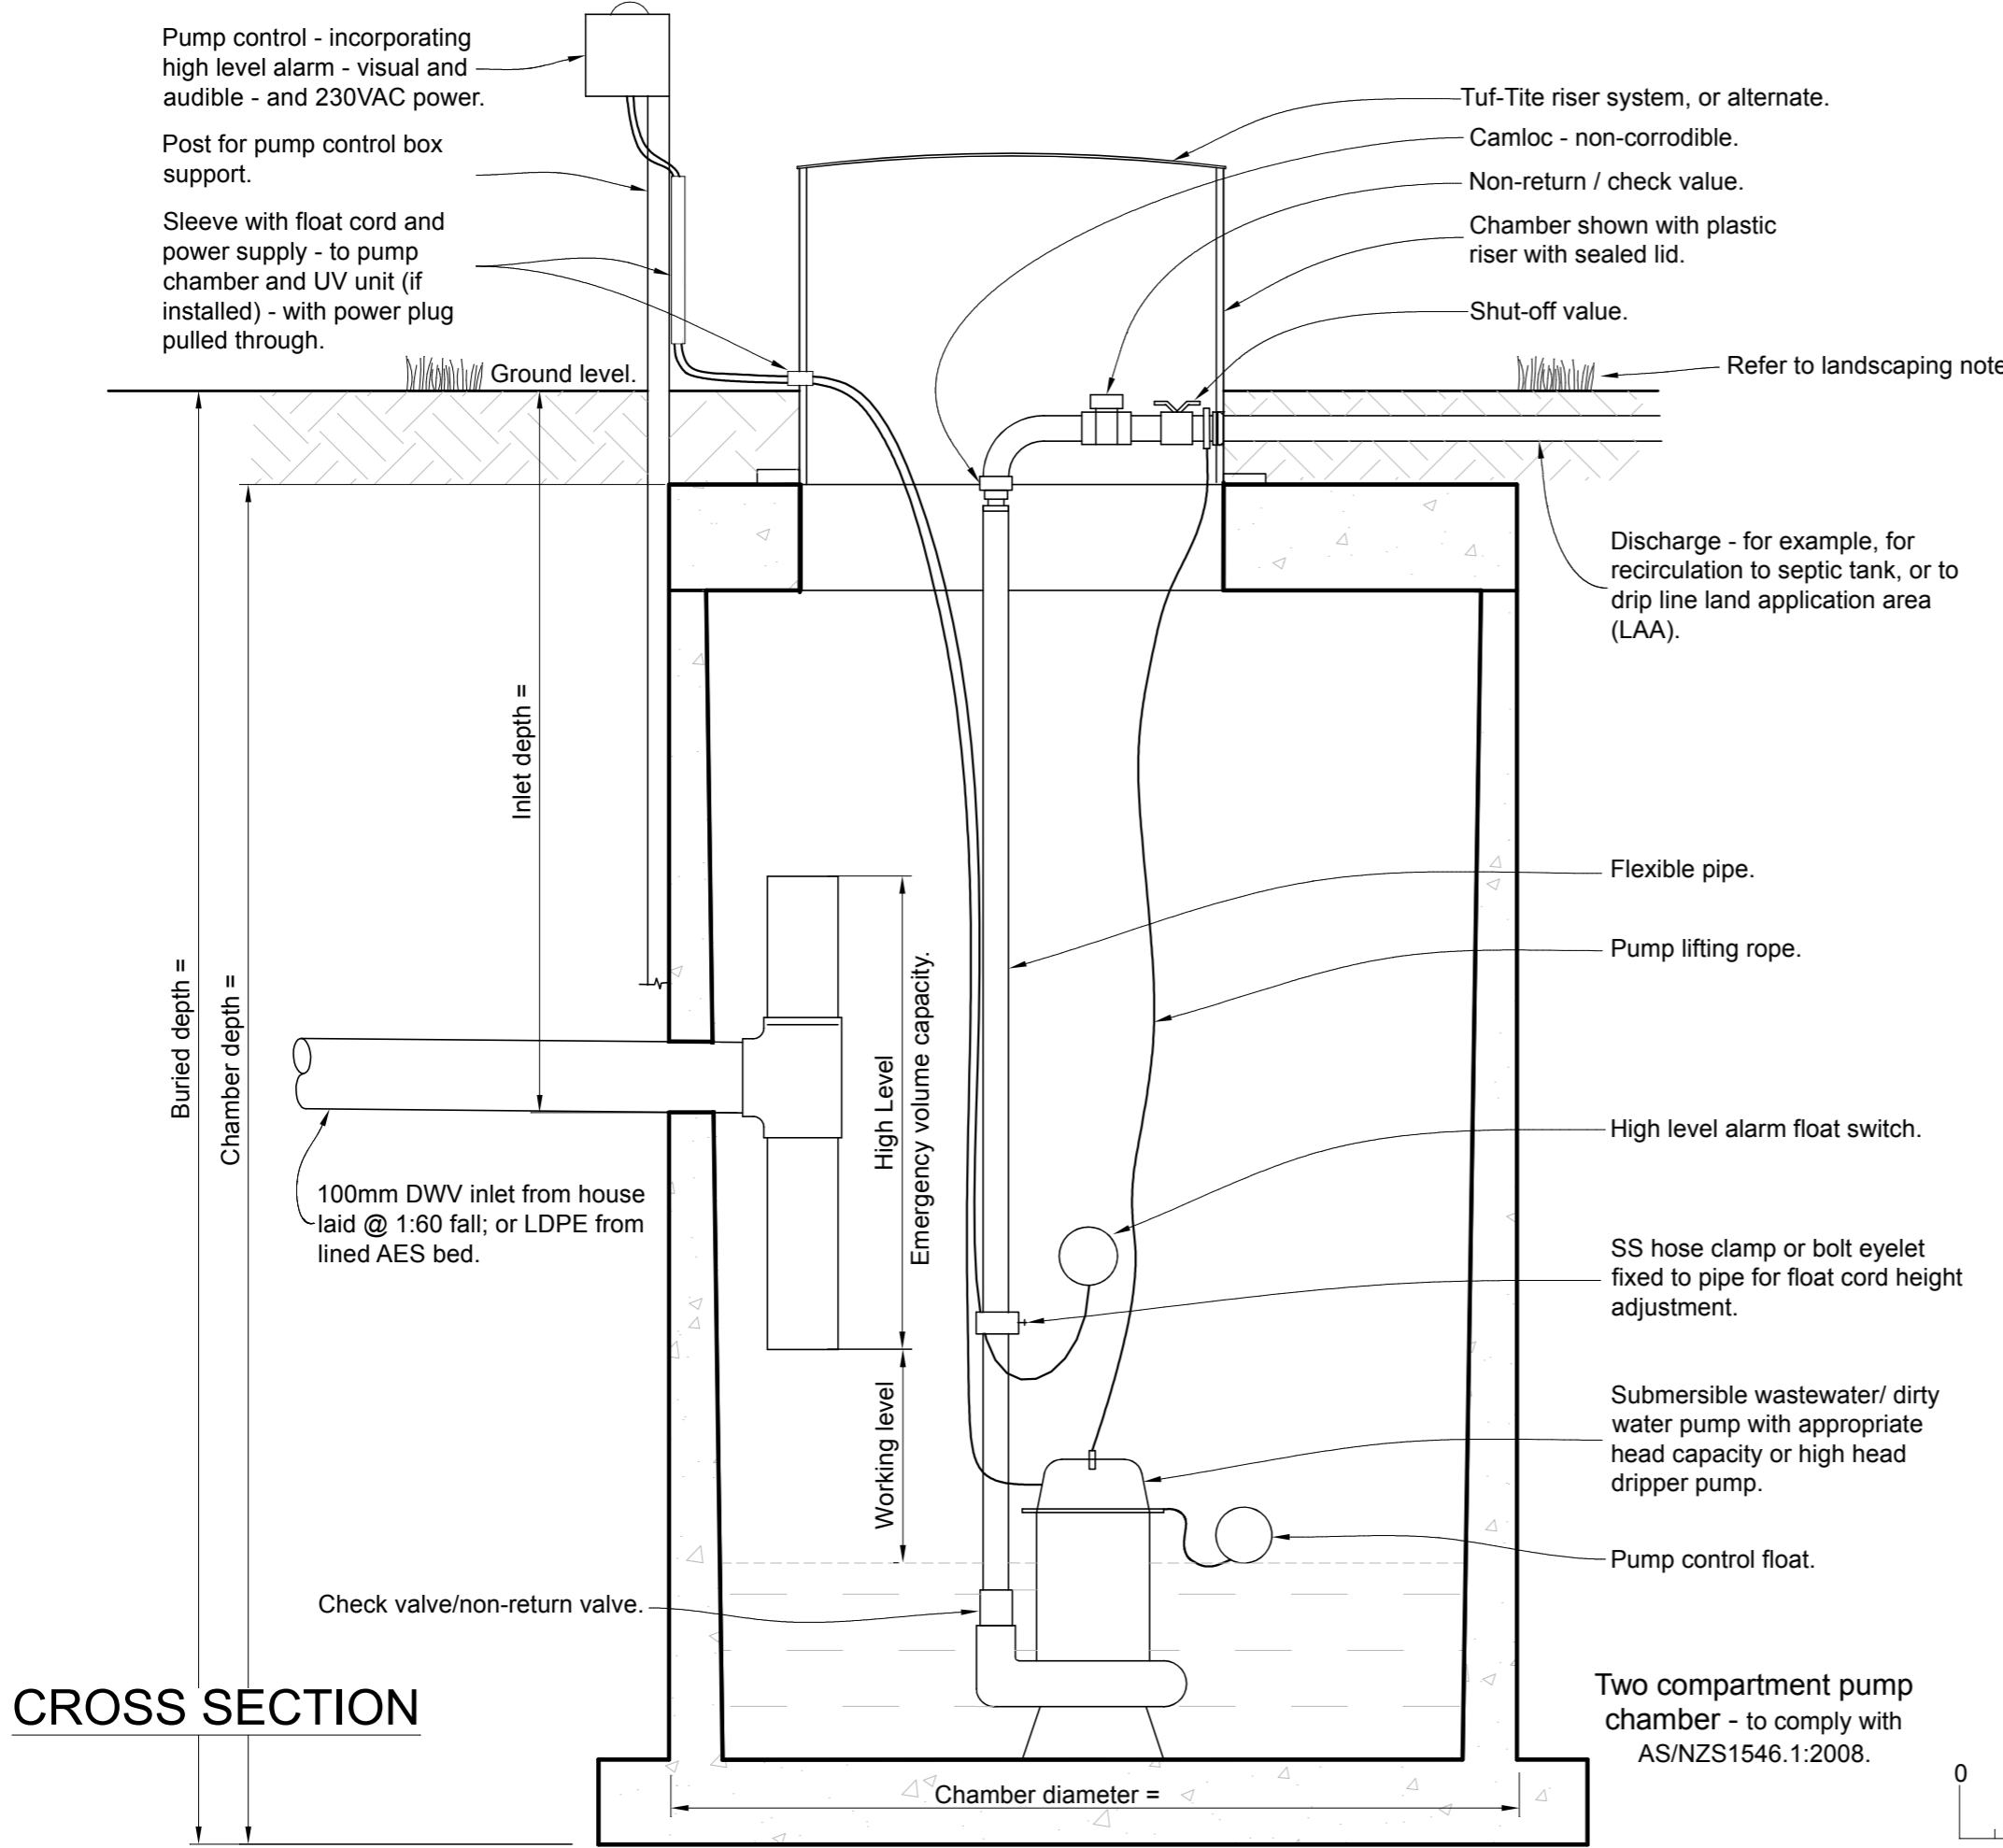 Pump control - incorporating
high level alarm - visual and
audible - and 230VAC power.
Post for pump control box
support.
Sleeve with float cord and
power supply - to pump
chamber and UV unit (if
installed) - with power plug
pulled through.
Ground level.
Tuf-Tite riser system, or alternate.
Camloc - non-corrodible.
Non-return / check value.
Chamber shown with plastic
riser with sealed lid.
Shut-off value.
Refer to landscaping note
Discharge - for example, for
recirculation to septic tank, or to
drip line land application area
(LAA).
Inlet depth =
Buried depth =
Chamber depth =
High Level
Emergency volume capacity.
Working level
Flexible pipe.
Pump lifting rope.
High level alarm float switch.
100mm DWV inlet from house
laid @ 1:60 fall; or LDPE from
lined AES bed.
SS hose clamp or bolt eyelet
fixed to pipe for float cord height
adjustment.
Submersible wastewater/ dirty
water pump with appropriate
head capacity or high head
dripper pump.
Pump control float.
Check valve/non-return valve.
CROSS SECTION
Two compartment pump
chamber - to comply with
AS/NZS1546.1:2008.
Chamber diameter =
0